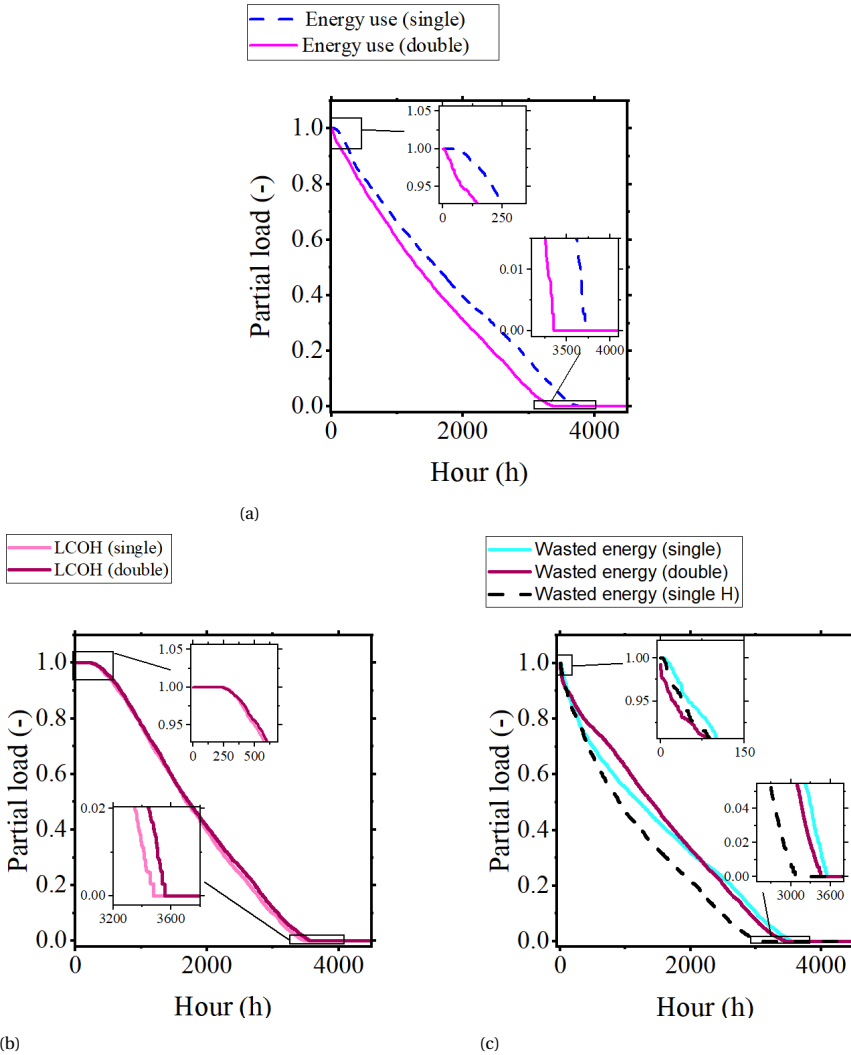 Energy use (single)
Energy use (double)
1.05
1.00
0.95
0 250
0.01
0.00
3500 4000
1.0
0.8
0.6
0.4
0.2
0.0
0 2000 4000
Partial load (-)
Hour (h)
(a)
LCOH (single)
LCOH (double)
1.00
0.95
0 250 500
0.02
0.00
3200 3600
1.0
0.8
0.6
0.4
0.2
0.0
0 2000 4000
Partial load (-)
Hour (h)
(b)
Wasted energy (single)
Wasted energy (double)
Wasted energy (single H)
1.00
0.95
0 150
0.04
0.02
0.00
3000 3600
1.0
0.8
0.6
0.4
0.2
0.0
0 2000 4000
Partial load (-)
Hour (h)
(c)